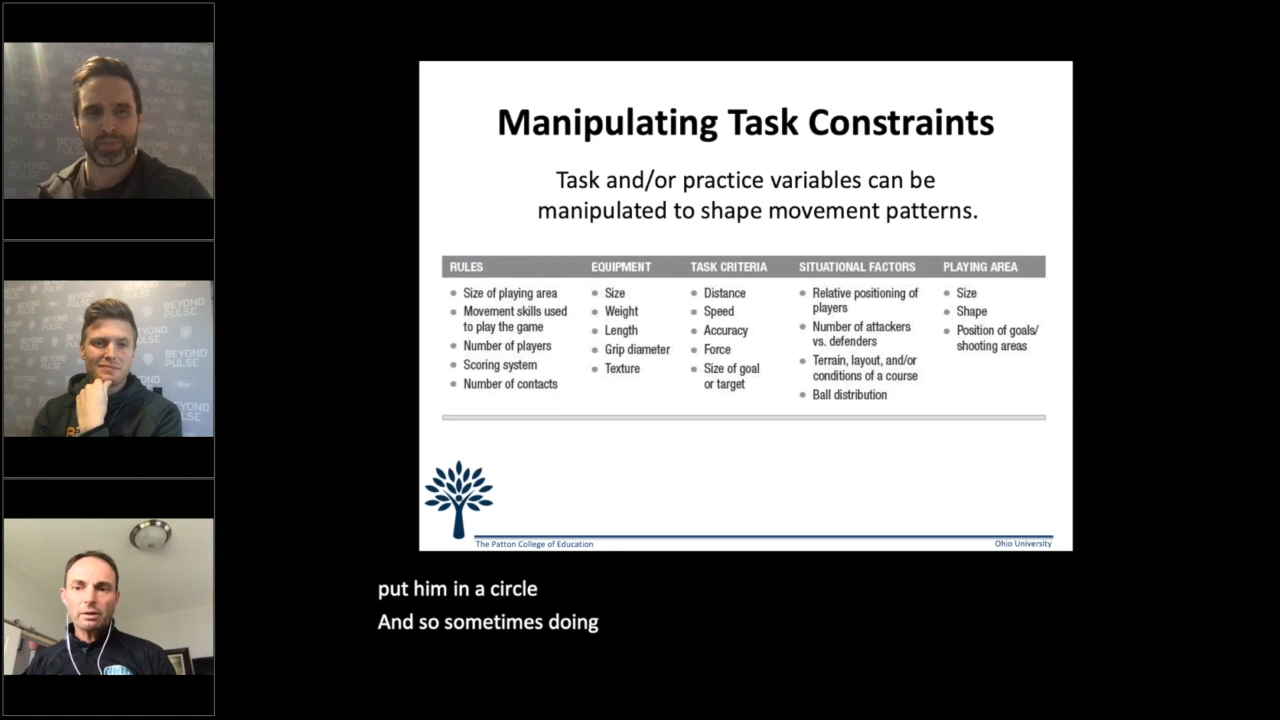 BEYOND PULSE
BEYOND PULSE
Manipulating Task Constraints
Task and/or practice variables can be
manipulated to shape movement patterns.
RULES
Size of playing area
Movement skills used
to play the game
Number of players
Scoring system
Number of contacts
EQUIPMENT
Size
Weight
Length
Grip diameter
Texture
TASK CRITERIA
Distance
Speed
Accuracy
Force
Size of goal
or target
SITUATIONAL FACTORS
Relative positioning of
players
Number of attackers
vs. defenders
Terrain, layout, and/or
conditions of a course
Ball distribution
PLAYING AREA
Size
Shape
Position of goals/
shooting areas
The Patton College of Education
Ohio University
put him in a circle
And so sometimes doing